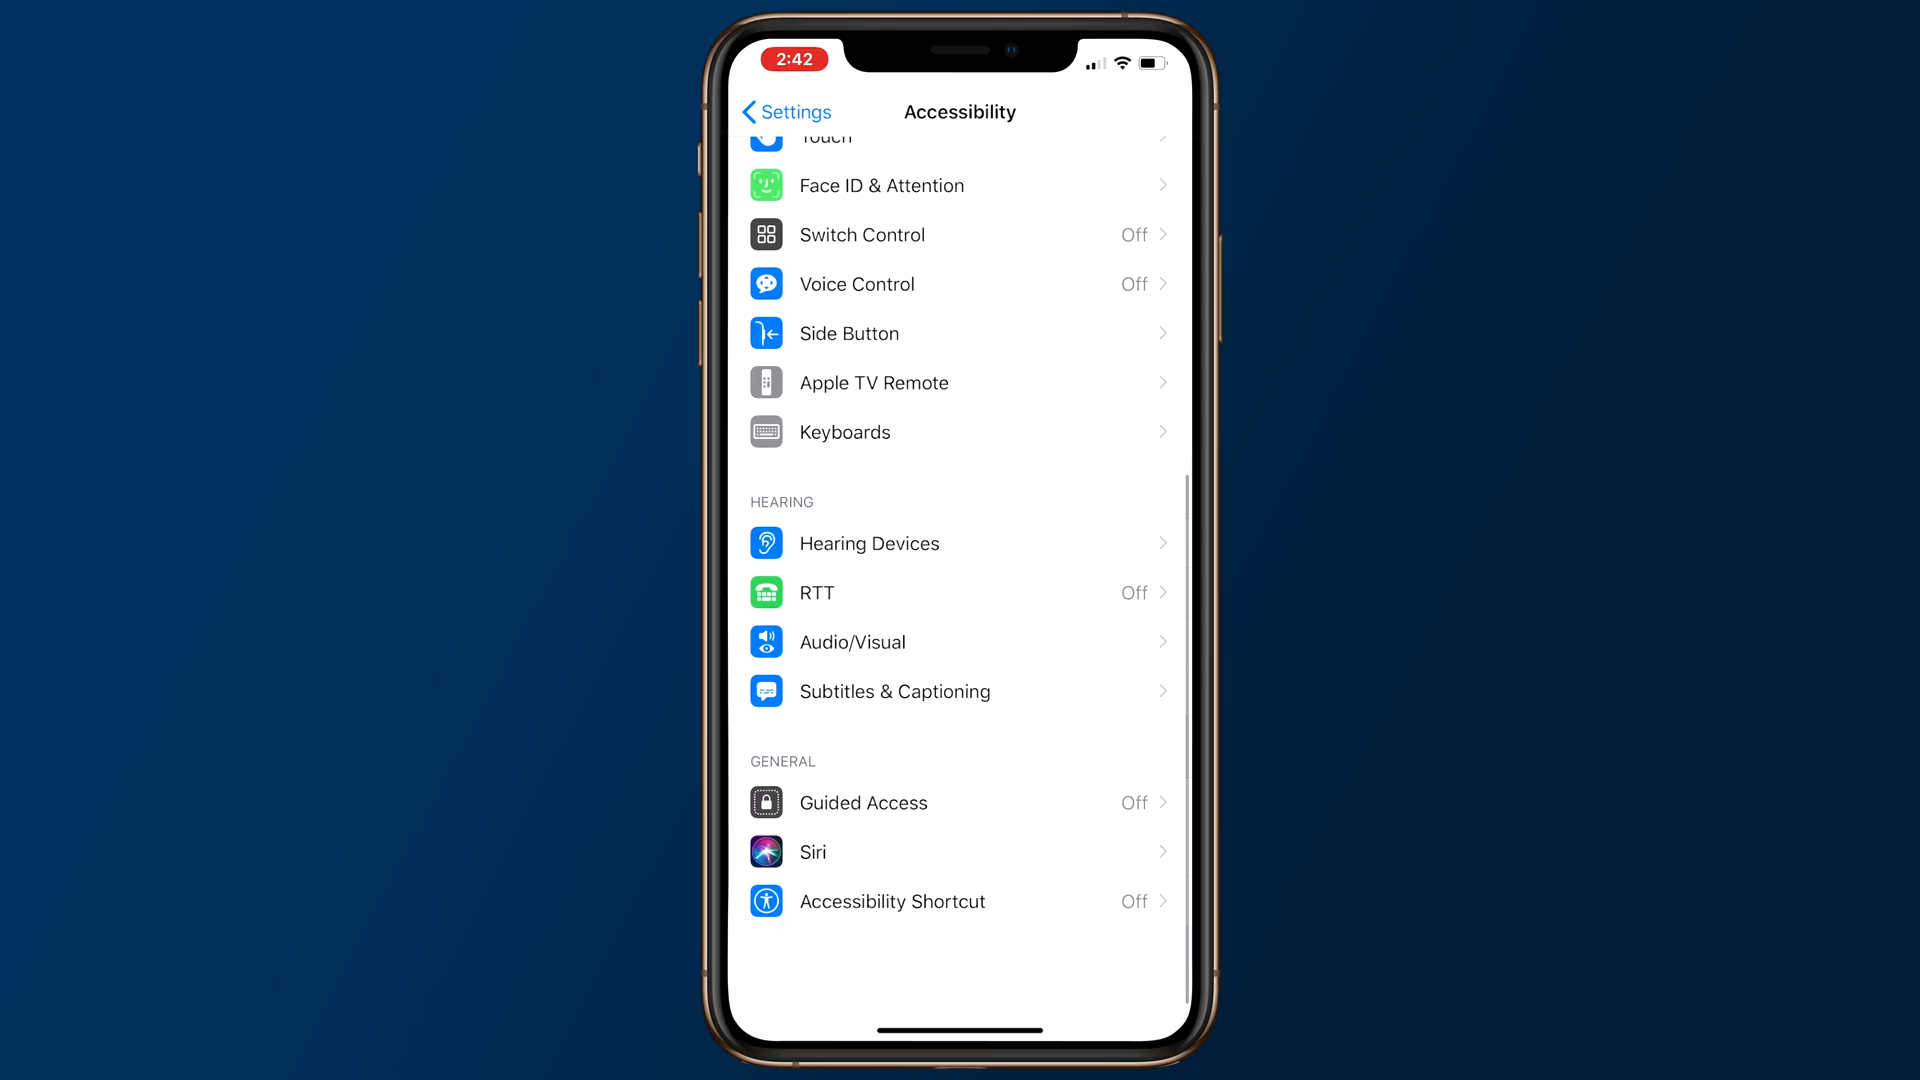 2:42
Settings
Accessibility
Touch
Face ID & Attention
Switch Control Off
Voice Control Off
Side Button
Apple TV Remote
Keyboards
HEARING
Hearing Devices
RTT Off
Audio/Visual
Subtitles & Captioning
GENERAL
Guided Access Off
Siri
Accessibility Shortcut Off